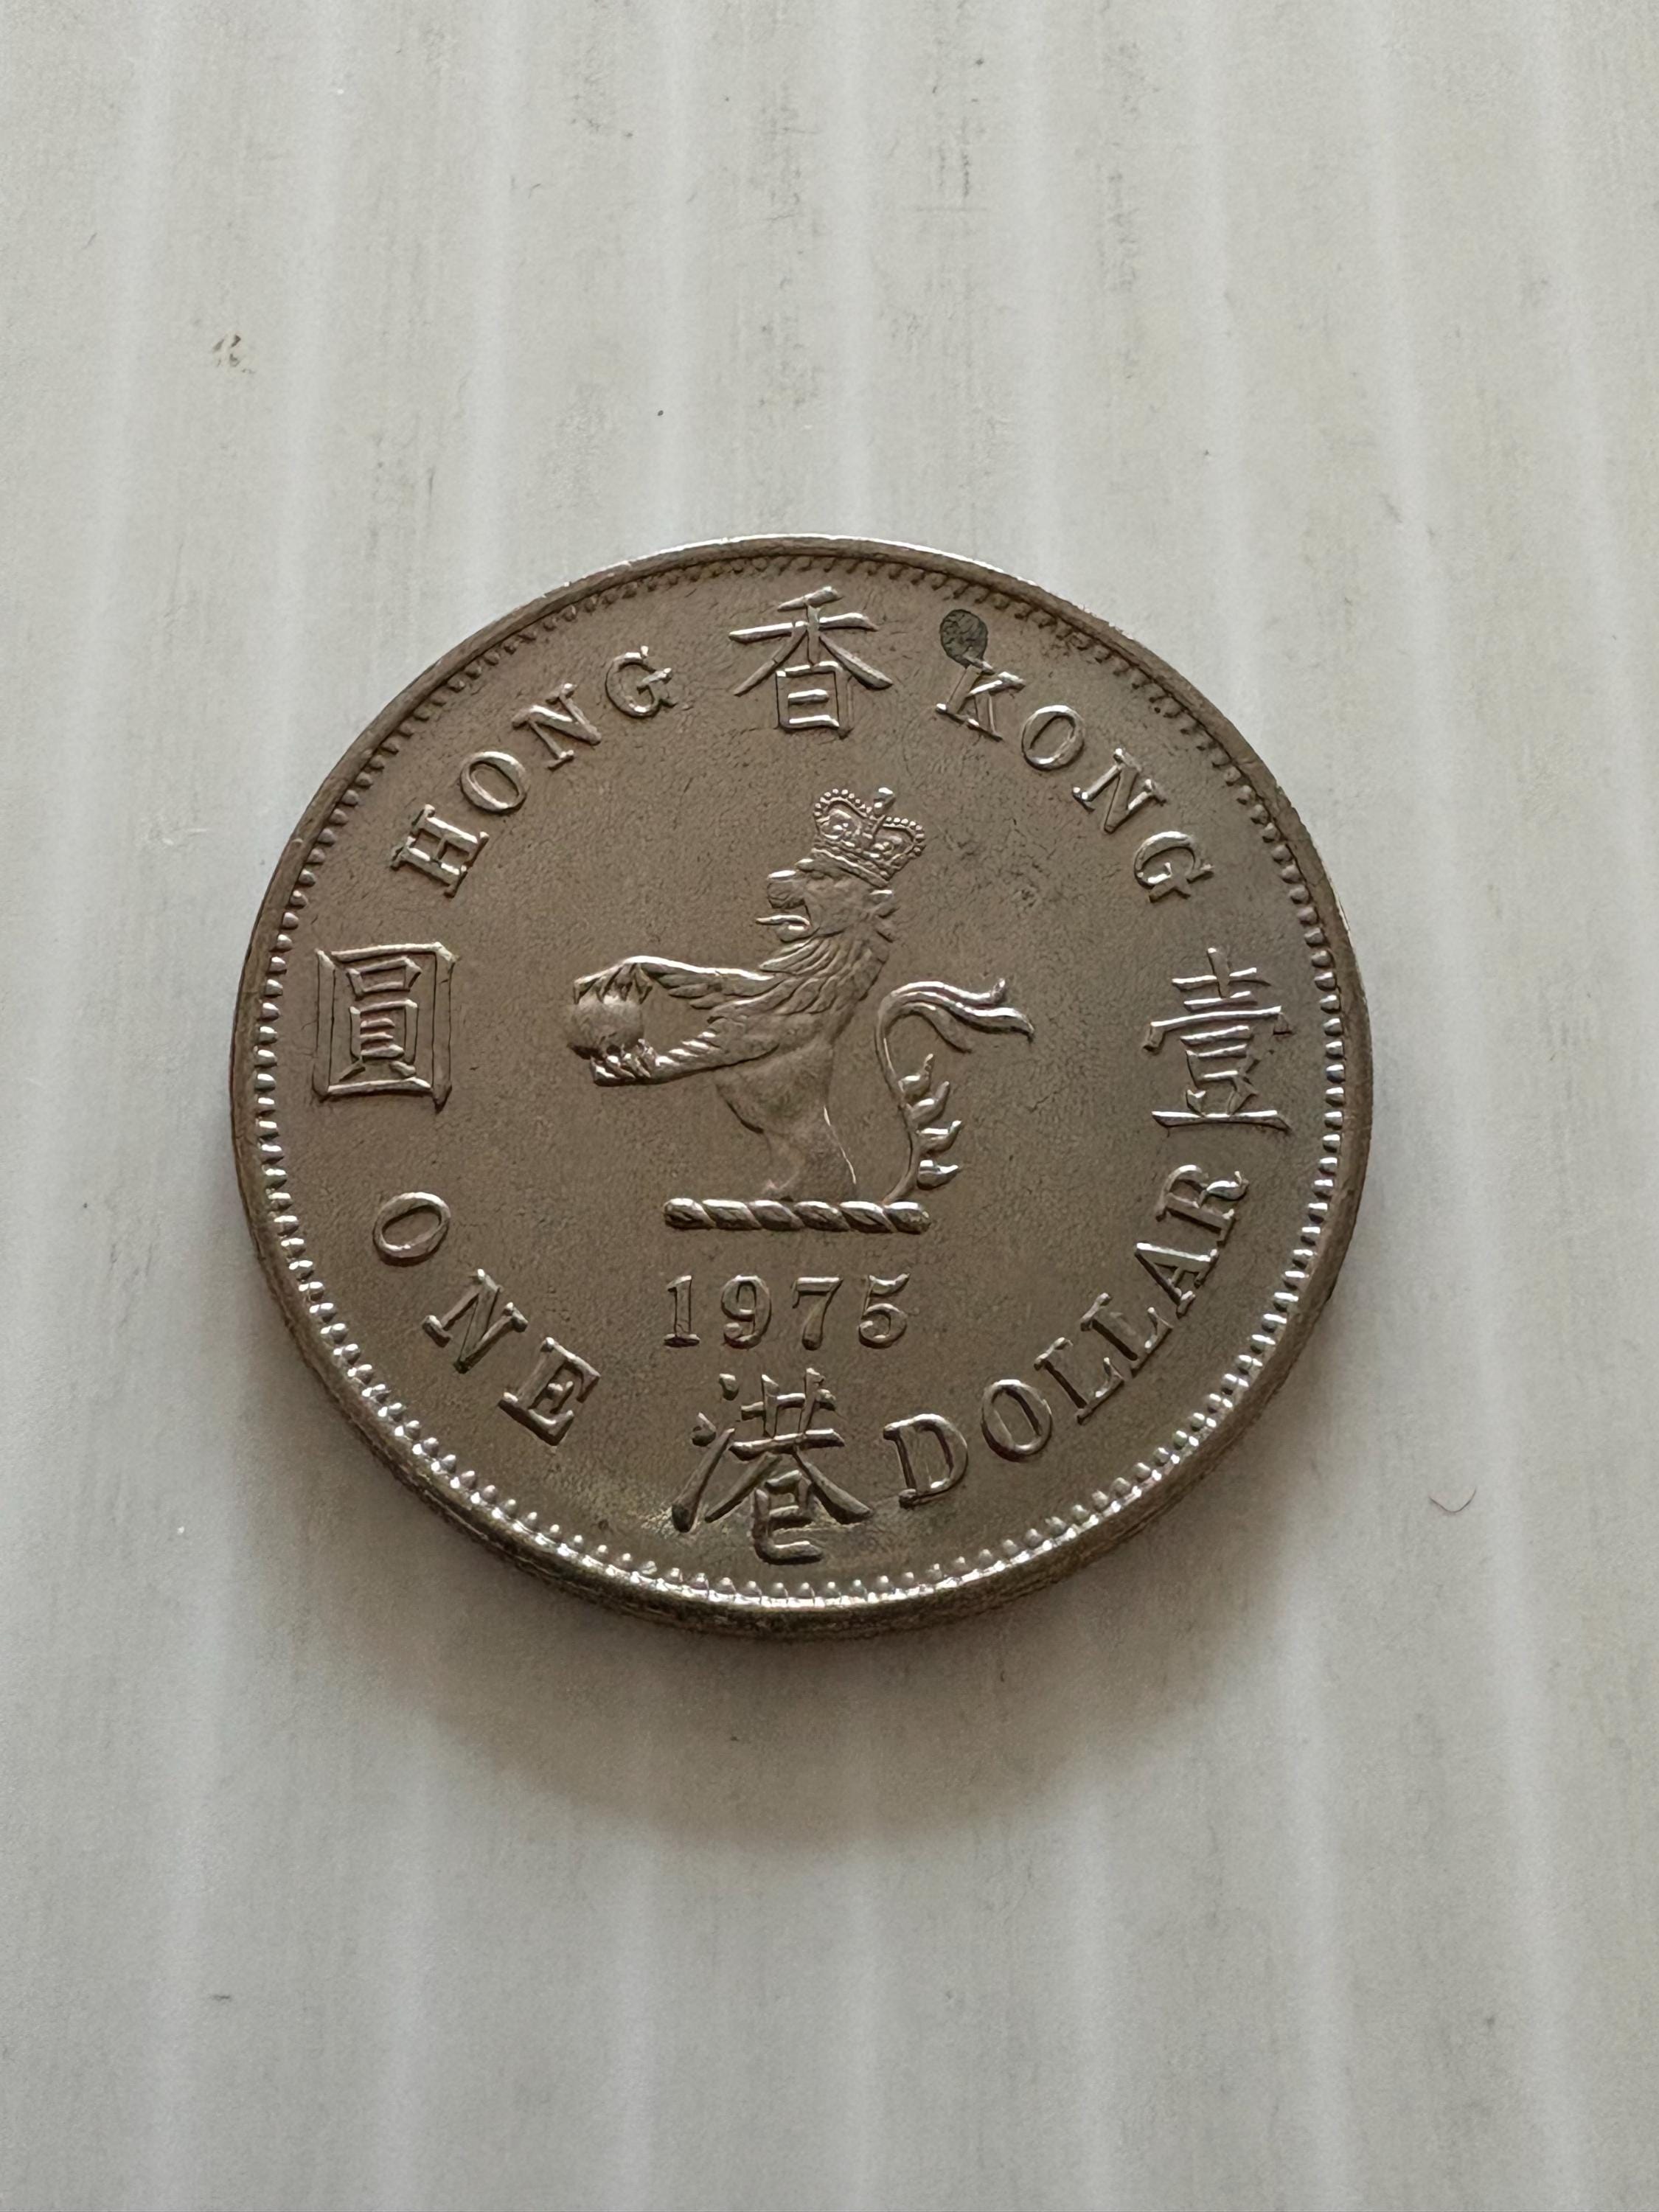 香
HONG KONG
圓 壹
1975
ONE DOLLAR
港